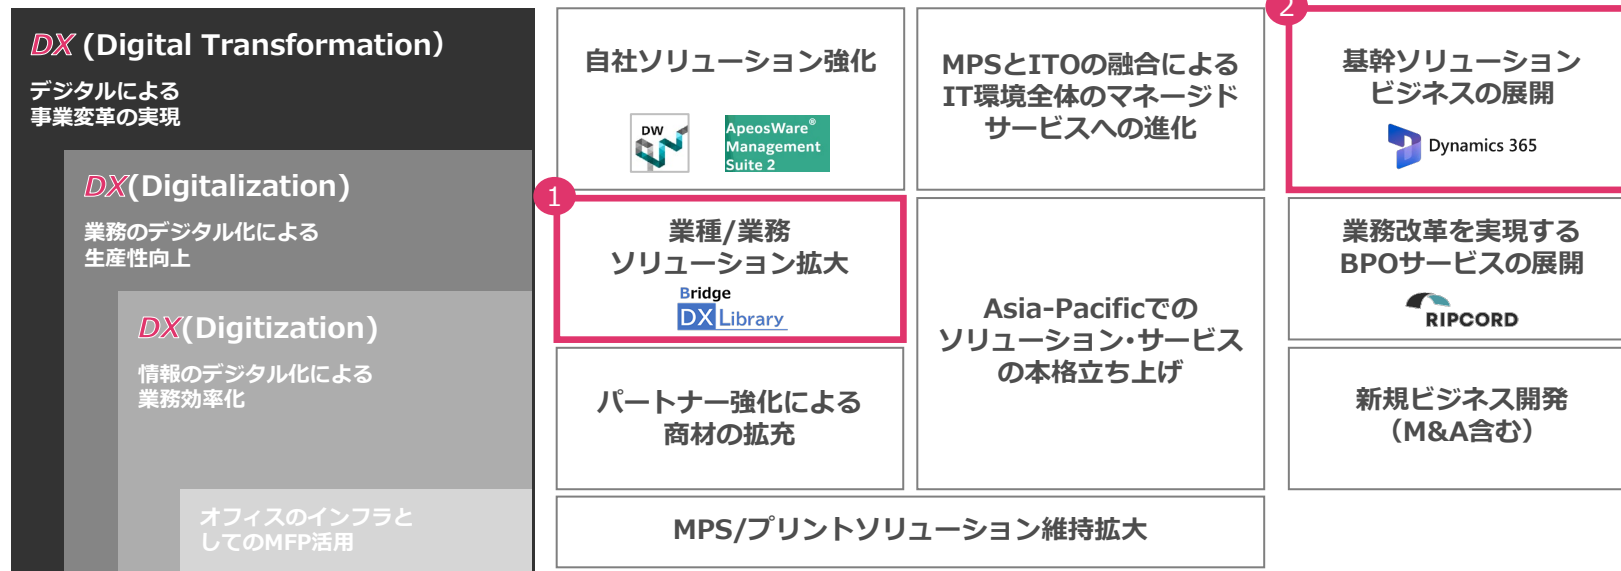 DX (Digital Transformation)
デジタルによる
事業変革の実現
DX(Digitalization)
業務のデジタル化による
生産性向上
DX(Digitization)
情報のデジタル化による
業務効率化
オフィスのインフラと
してのMFP活用
自社ソリューション強化
DW
ApeosWare®
Management
Suite 2
1
業種/業務
ソリューション拡大
Bridge
DX Library
パートナー強化による
商材の拡充
MPSとITOの融合による
IT環境全体のマネージド
サービスへの進化
Asia-Pacificでの
ソリューション・サービス
の本格立ち上げ
MPS/プリントソリューション維持拡大
2
基幹ソリューション
ビジネスの展開
Dynamics 365
業務改革を実現する
BPOサービスの展開
RIPCORD
新規ビジネス開発
(M&A含む)